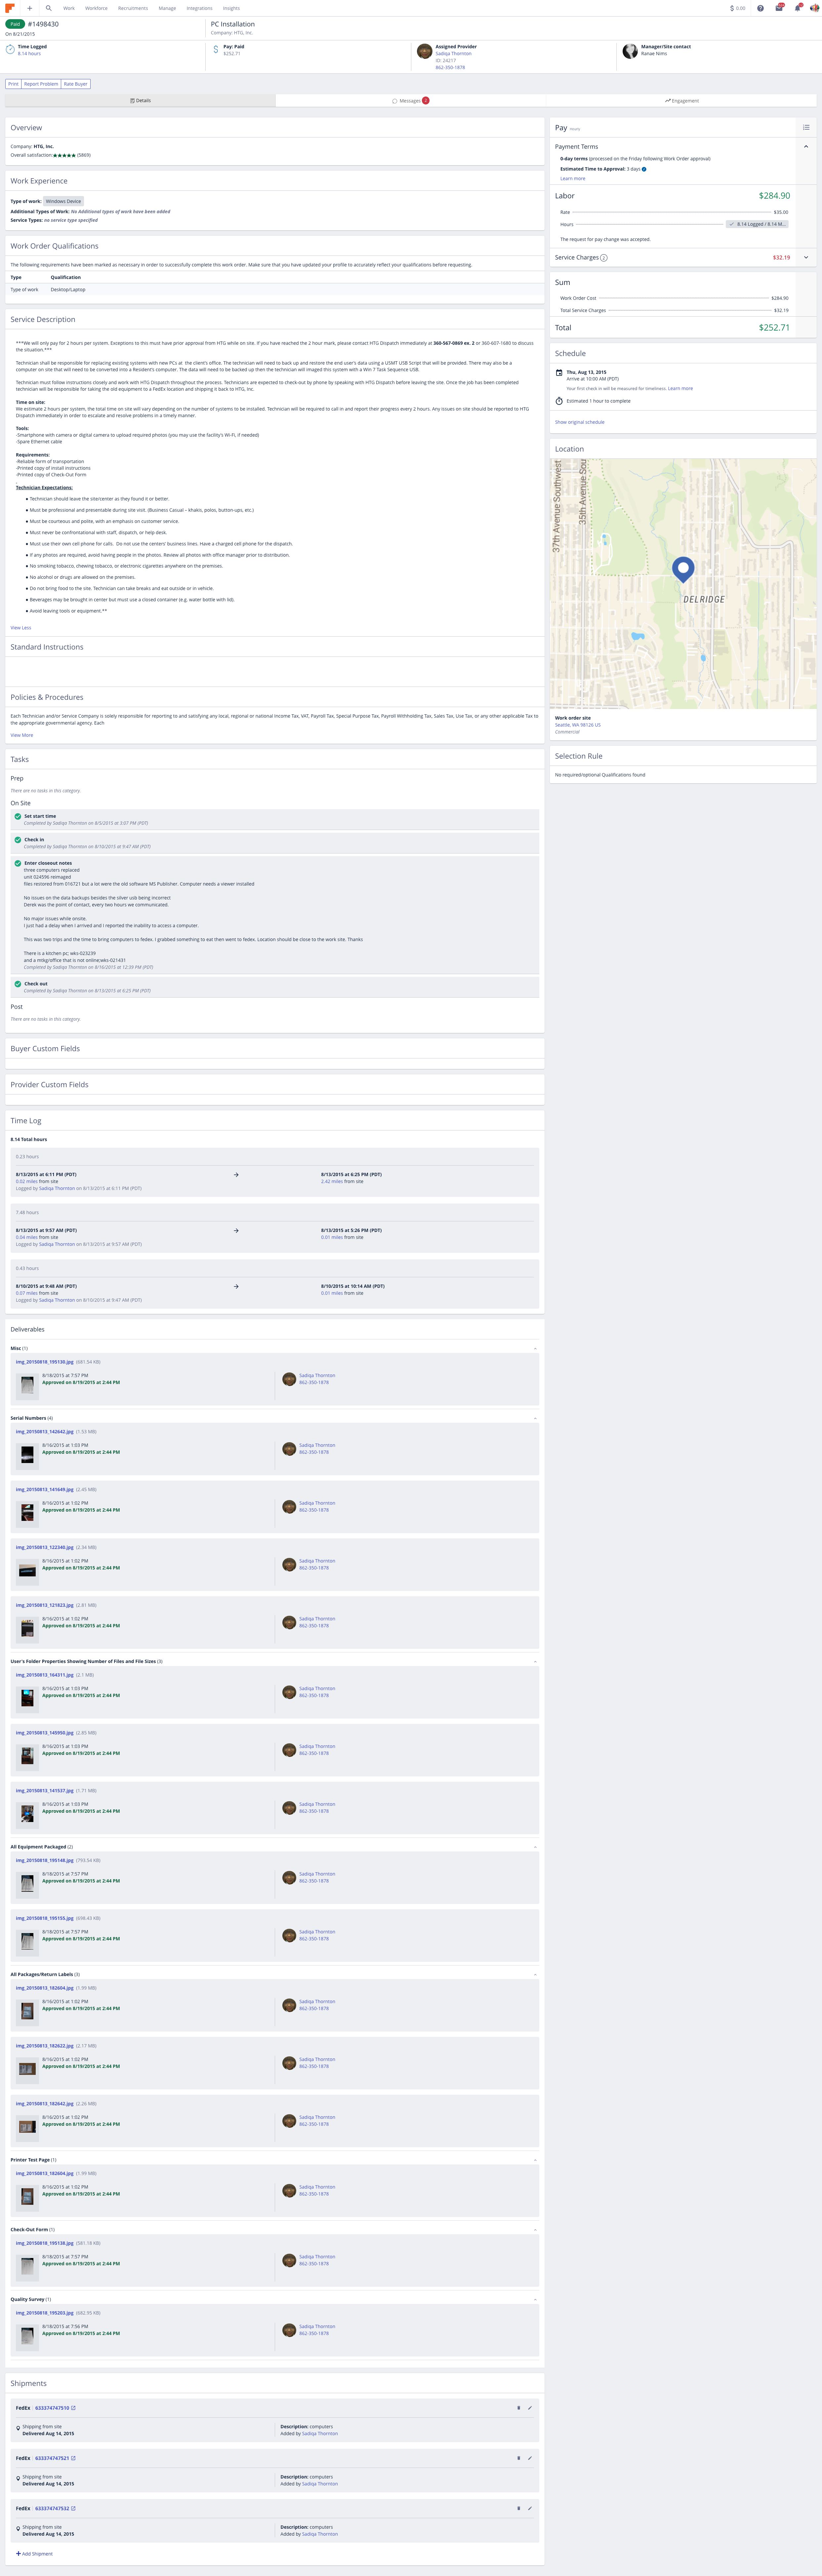 Work
Workforce
Recruitments
Manage
Integrations
Insights
$ 0.00
Paid #1498430
On 8/21/2015
PC Installation
Company: HTG, Inc.
Time Logged
8.14 hours
Pay: Paid
$252.71
Assigned Provider
Sadiqa Thornton
ID: 24217
862-350-1878
Manager/Site contact
Ranae Nims
Print
Report Problem
Rate Buyer
Details
Messages
Engagement
Overview
Company: HTG, Inc.
Overall satisfaction: ★★★★★ (5869)
Work Experience
Type of work: Windows Device
Additional Types of Work: No Additional types of work have been added
Service Types: no service type specified
Work Order Qualifications
The following requirements have been marked as necessary in order to successfully complete this work order. Make sure that you have updated your profile to accurately reflect your qualifications before requesting.
Type Qualification
Type of work Desktop/Laptop
Service Description
***We will only pay for 2 hours per system. Exceptions to this must have prior approval from HTG while on site. If you have reached the 2 hour mark, please contact HTG Dispatch immediately at 360-567-0869 ex. 2 or 360-607-1680 to discuss
the situation.***
Technician shall be responsible for replacing existing systems with new PCs at the client's office. The technician will need to back up and restore the end user's data using a USMT USB Script that will be provided. There may also be a
computer on site that will need to be converted into a Resident's computer. The data will need to be backed up then the technician will imaged this system with a Win 7 Task Sequence USB.
Technician must follow instructions closely and work with HTG Dispatch throughout the process. Technicians are expected to check out by phone by speaking with HTG Dispatch before leaving the site. Once the job has been completed
technician will be responsible for taking the old equipment to a FedEx location and shipping it back to HTG, Inc.
Time on site:
We estimate 2 hours per system, the total time on site will vary depending on the number of systems to be installed. Technician will be required to call in and report their progress every 2 hours. Any issues on site should be reported to HTG
Dispatch immediately in order to escalate and resolve problems in a timely manner.
Tools:
-Smartphone with camera or digital camera to upload required photos (you may use the facility's Wi-Fi, if needed)
-Spare Ethernet cable
Requirements:
-Reliable form of transportation
-Printed copy of install instructions
-Printed copy of Check-Out Form
Technician Expectations:
● Technician should leave the site/center as they found it or better.
● Must be professional and presentable during site visit. (Business Casual – khakis, polos, button-ups, etc.)
● Must be courteous and polite, with an emphasis on customer service.
● Must never be confrontational with staff, dispatch, or help desk.
● Must use their own cell phone for calls. Do not use the centers' business lines. Have a charged cell phone for the dispatch.
● If any photos are required, avoid having people in the photos. Review all photos with office manager prior to distribution.
● No smoking tobacco, chewing tobacco, or electronic cigarettes anywhere on the premises.
● No alcohol or drugs are allowed on the premises.
● Do not bring food to the site. Technician can take breaks and eat outside or in vehicle.
● Beverages may be brought in center but must use a closed container (e.g. water bottle with lid).
● Avoid leaving tools or equipment.**
View Less
Standard Instructions
Policies & Procedures
Each Technician and/or Service Company is solely responsible for reporting to and satisfying any local, regional or national Income Tax, VAT, Payroll Tax, Special Purpose Tax, Payroll Withholding Tax, Sales Tax, Use Tax, or any other applicable Tax to
the appropriate governmental agency. Each
View More
Tasks
Prep
There are no tasks in this category.
On Site
Set start time
Completed by Sadiqa Thornton on 8/5/2015 at 3:07 PM (PDT)
Check in
Completed by Sadiqa Thornton on 8/10/2015 at 9:47 AM (PDT)
Enter closeout notes
three computers replaced
unit 024596 reimaged
files restored from 016721 but a lot were the old software MS Publisher. Computer needs a viewer installed
No issues on the data backups besides the silver usb being incorrect
Derek was the point of contact, every two hours we communicated.
No major issues while onsite.
I just had a delay when I arrived and I reported the inability to access a computer.
This was two trips and the time to bring computers to fedex. I grabbed something to eat then went to fedex. Location should be close to the work site. Thanks
There is a kitchen pc: wks-023239
and a mtkg/office that is not online;wks-021431
Completed by Sadiqa Thornton on 8/16/2015 at 12:39 PM (PDT)
Check out
Completed by Sadiqa Thornton on 8/13/2015 at 6:25 PM (PDT)
Post
There are no tasks in this category.
Buyer Custom Fields
Provider Custom Fields
Time Log
8.14 Total hours
0.23 hours
8/13/2015 at 6:11 PM (PDT) → 8/13/2015 at 6:25 PM (PDT)
0.02 miles from site 2.42 miles from site
Logged by Sadiqa Thornton on 8/13/2015 at 6:11 PM (PDT)
7.48 hours
8/13/2015 at 9:57 AM (PDT) → 8/13/2015 at 5:26 PM (PDT)
0.04 miles from site 0.01 miles from site
Logged by Sadiqa Thornton on 8/13/2015 at 9:57 AM (PDT)
0.43 hours
8/10/2015 at 9:48 AM (PDT) → 8/10/2015 at 10:14 AM (PDT)
0.07 miles from site 0.01 miles from site
Logged by Sadiqa Thornton on 8/10/2015 at 9:47 AM (PDT)
Deliverables
Misc (1)
img_20150818_195130.jpg (681.54 KB)
8/18/2015 at 7:57 PM Sadiqa Thornton
Approved on 8/19/2015 at 2:44 PM 862-350-1878
Serial Numbers (4)
img_20150813_142642.jpg (1.55 MB)
8/16/2015 at 1:03 PM Sadiqa Thornton
Approved on 8/19/2015 at 2:44 PM 862-350-1878
img_20150813_141649.jpg (2.45 MB)
8/16/2015 at 1:02 PM Sadiqa Thornton
Approved on 8/19/2015 at 2:44 PM 862-350-1878
img_20150813_122348.jpg (2.34 MB)
8/16/2015 at 1:02 PM Sadiqa Thornton
Approved on 8/19/2015 at 2:44 PM 862-350-1878
img_20150813_121823.jpg (2.81 MB)
8/16/2015 at 1:02 PM Sadiqa Thornton
Approved on 8/19/2015 at 2:44 PM 862-350-1878
User's Folder Properties Showing Number of Files and File Sizes (3)
img_20150813_164311.jpg (2.1 MB)
8/16/2015 at 1:03 PM Sadiqa Thornton
Approved on 8/19/2015 at 2:44 PM 862-350-1878
img_20150813_145950.jpg (2.85 MB)
8/16/2015 at 1:03 PM Sadiqa Thornton
Approved on 8/19/2015 at 2:44 PM 862-350-1878
img_20150813_141537.jpg (1.71 MB)
8/16/2015 at 1:03 PM Sadiqa Thornton
Approved on 8/19/2015 at 2:44 PM 862-350-1878
All Equipment Packaged (2)
img_20150818_195148.jpg (793.54 KB)
8/18/2015 at 7:57 PM Sadiqa Thornton
Approved on 8/19/2015 at 2:44 PM 862-350-1878
img_20150818_195155.jpg (698.43 KB)
8/18/2015 at 7:57 PM Sadiqa Thornton
Approved on 8/19/2015 at 2:44 PM 862-350-1878
All Packages/Return Labels (3)
img_20150813_182604.jpg (1.99 MB)
8/16/2015 at 1:02 PM Sadiqa Thornton
Approved on 8/19/2015 at 2:44 PM 862-350-1878
img_20150813_182622.jpg (2.17 MB)
8/16/2015 at 1:02 PM Sadiqa Thornton
Approved on 8/19/2015 at 2:44 PM 862-350-1878
img_20150813_182642.jpg (2.26 MB)
8/16/2015 at 1:02 PM Sadiqa Thornton
Approved on 8/19/2015 at 2:44 PM 862-350-1878
Printer Test Page (1)
img_20150813_182604.jpg (1.99 MB)
8/16/2015 at 1:02 PM Sadiqa Thornton
Approved on 8/19/2015 at 2:44 PM 862-350-1878
Check-Out Form (1)
img_20150818_195138.jpg (581.18 KB)
8/18/2015 at 7:57 PM Sadiqa Thornton
Approved on 8/19/2015 at 2:44 PM 862-350-1878
Quality Survey (1)
img_20150818_195203.jpg (682.95 KB)
8/18/2015 at 7:56 PM Sadiqa Thornton
Approved on 8/19/2015 at 2:44 PM 862-350-1878
Shipments
FedEx 633374747510
Shipping from site Description: computers
Delivered Aug 14, 2015 Added by Sadiqa Thornton
FedEx 633374747521
Shipping from site Description: computers
Delivered Aug 14, 2015 Added by Sadiqa Thornton
FedEx 633374747532
Shipping from site Description: computers
Delivered Aug 14, 2015 Added by Sadiqa Thornton
Add Shipment
Pay Hourly
Payment Terms
0-day terms (processed on the Friday following Work Order approval)
Estimated Time to Approval: 3 days
Learn more
Labor $284.90
Rate $35.00
Hours 8.14 Logged / 8.14 M...
The request for pay change was accepted.
Service Charges 2 $32.19
Sum
Work Order Cost $284.90
Total Service Charges $32.19
Total $252.71
Schedule
Thu, Aug 13, 2015
Arrive at 10:00 AM (PDT)
Your first check in will be measured for timeliness. Learn more
Estimated 1 hour to complete
Show original schedule
Location
37th Avenue Southwest
35th Avenue Sou
DELRIDGE
Work order site
Seattle, WA 98126 US
Commercial
Selection Rule
No required/optional Qualifications found